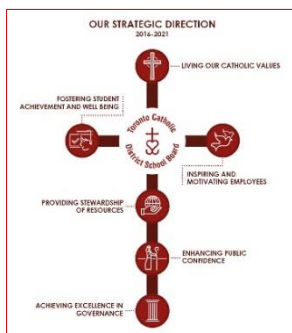 OUR STRATEGIC DIRECTION
2016-2021
LIVING OUR CATHOLIC VALUES
FOSTERING STUDENT
ACHIEVEMENT AND WELL BEING
Toronto Catholic
District School Board
INSPIRING AND
MOTIVATING EMPLOYEES
PROVIDING STEWARDSHIP
OF RESOURCES
ENHANCING PUBLIC
CONFIDENCE
ACHIEVING EXCELLENCE IN
GOVERNANCE